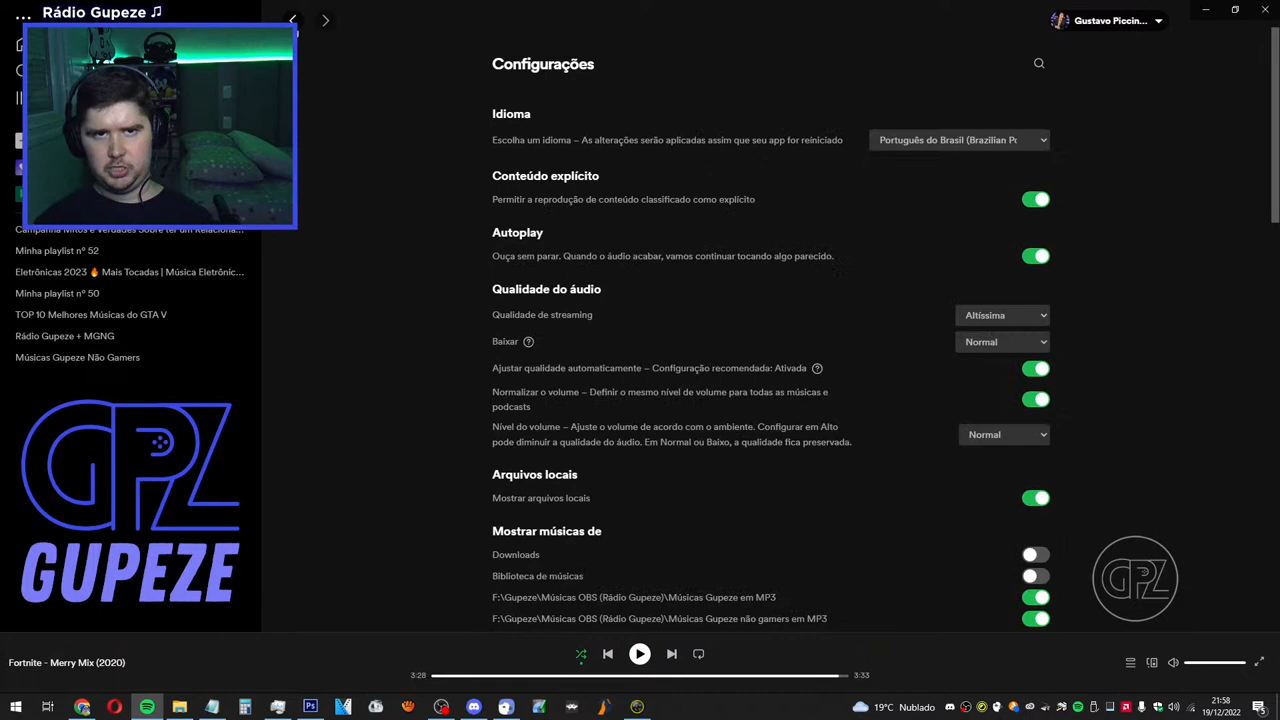 Rádio Gupeze ♫
Gustavo Piccin...
Configurações
Idioma
Escolha um idioma – As alterações serão aplicadas assim que seu app for reiniciado
Português do Brasil (Brazilian Po
Conteúdo explícito
Permitir a reprodução de conteúdo classificado como explícito
Autoplay
Ouça sem parar. Quando o áudio acabar, vamos continuar tocando algo parecido.
Qualidade do áudio
Qualidade de streaming
Altíssima
Baixar
Normal
Ajustar qualidade automaticamente – Configuração recomendada: Ativada
Normalizar o volume – Definir o mesmo nível de volume para todas as músicas e
podcasts
Nível do volume – Ajuste o volume de acordo com o ambiente. Configurar em Alto
pode diminuir a qualidade do áudio. Em Normal ou Baixo, a qualidade fica preservada.
Normal
Arquivos locais
Mostrar arquivos locais
Mostrar músicas de
Downloads
Biblioteca de músicas
F:\Gupeze\Músicas OBS (Rádio Gupeze)\Músicas Gupeze em MP3
F:\Gupeze\Músicas OBS (Rádio Gupeze)\Músicas Gupeze não gamers em MP3
Campanha Mitos e Verdades Sobre ter um Relaciona...
Minha playlist nº 52
Eletrônicas 2023 🔥 Mais Tocadas | Música Eletrônic...
Minha playlist nº 50
TOP 10 Melhores Músicas do GTA V
Rádio Gupeze + MGNG
Músicas Gupeze Não Gamers
GPZ
GUPEZE
GPZ
Fortnite - Merry Mix (2020)
3:28
3:33
19°C Nublado
21:58
19/12/2022